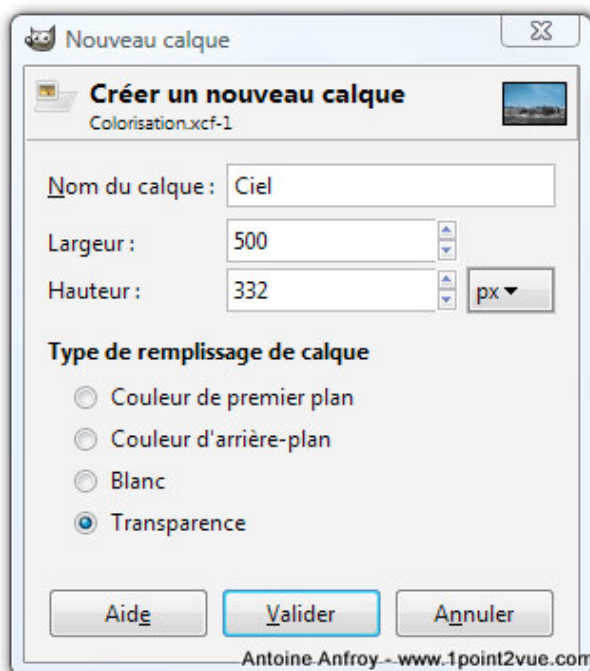 Nouveau calque
Créer un nouveau calque
Colorisation.xcf-1
Nom du calque : Ciel
Largeur : 500
Hauteur : 332 px
Type de remplissage de calque
Couleur de premier plan
Couleur d'arrière-plan
Blanc
Transparence
Aide Valider Annuler
Antoine Anfroy - www.1point2vue.com